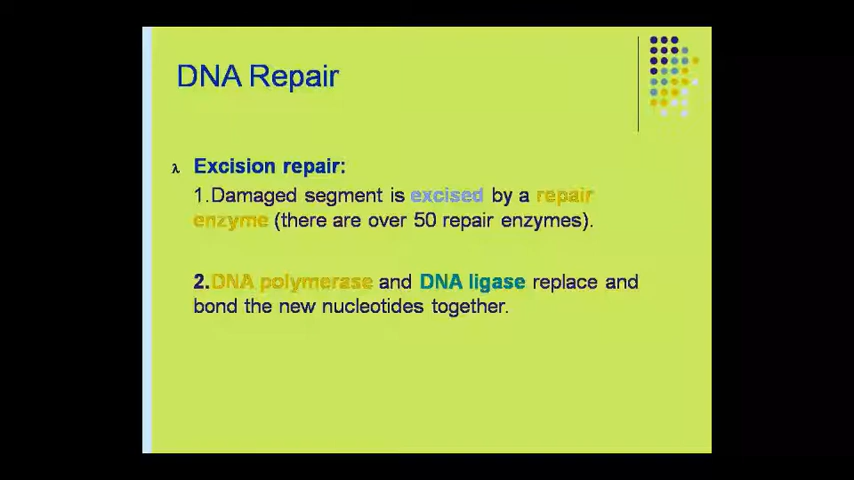 DNA Repair
λ Excision repair:
1.Damaged segment is excised by a repair
enzyme (there are over 50 repair enzymes).
2.DNA polymerase and DNA ligase replace and
bond the new nucleotides together.